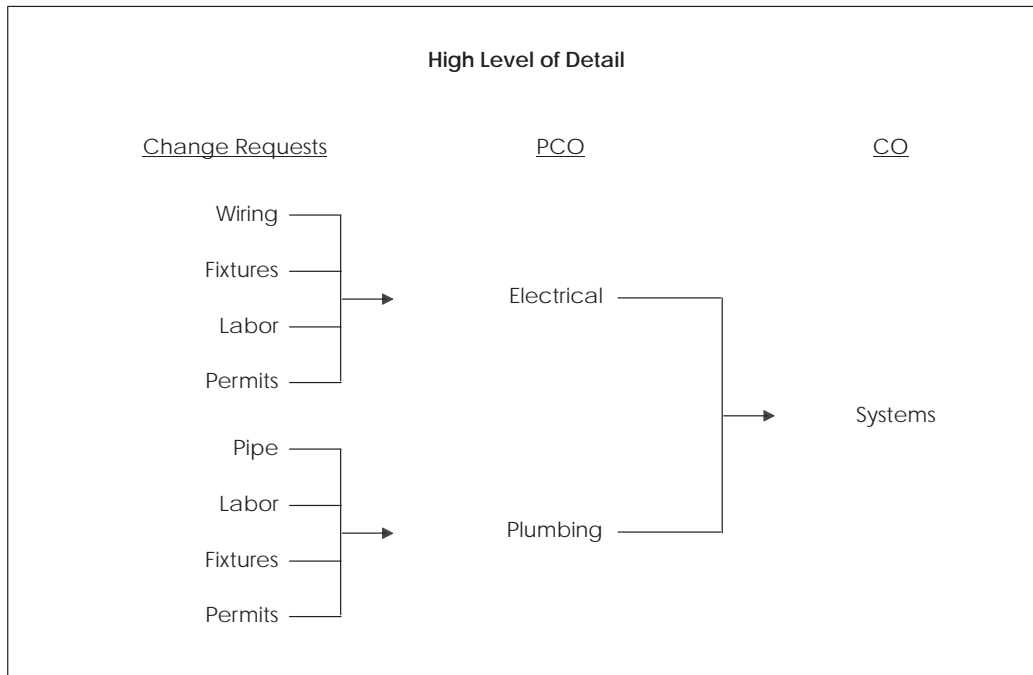 High Level of Detail
Change Requests PCO CO
Wiring
Fixtures
Electrical
Labor
Permits
Systems
Pipe
Labor
Plumbing
Fixtures
Permits